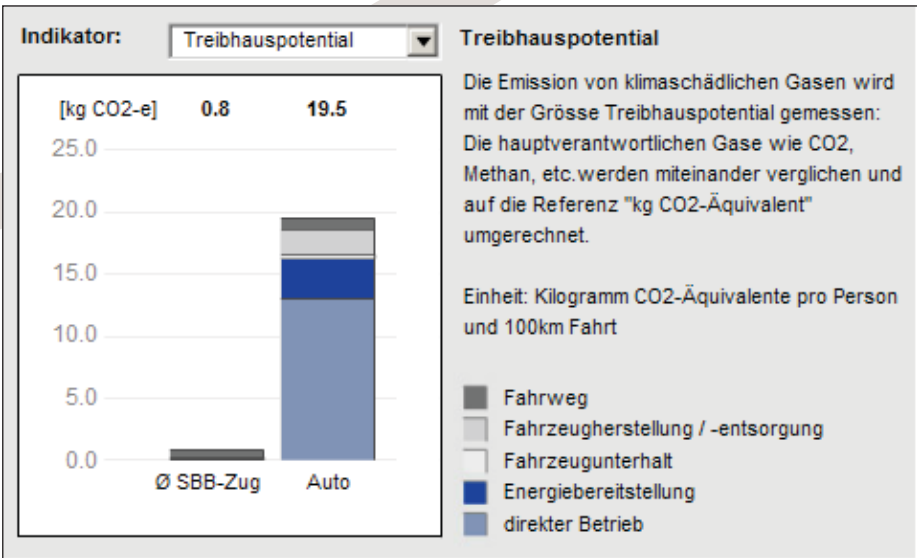 Indikator:
Treibhauspotential
[kg CO2-e] 0.8 19.5
25.0
20.0
15.0
10.0
5.0
0.0
Ø SBB-Zug Auto
Treibhauspotential
Die Emission von klimaschädlichen Gasen wird
mit der Grösse Treibhauspotential gemessen:
Die hauptverantwortlichen Gase wie CO2,
Methan, etc.werden miteinander verglichen und
auf die Referenz "kg CO2-Äquivalent"
umgerechnet.
Einheit: Kilogramm CO2-Äquivalente pro Person
und 100km Fahrt
Fahrweg
Fahrzeugherstellung / -entsorgung
Fahrzeugunterhalt
Energiebereitstellung
direkter Betrieb